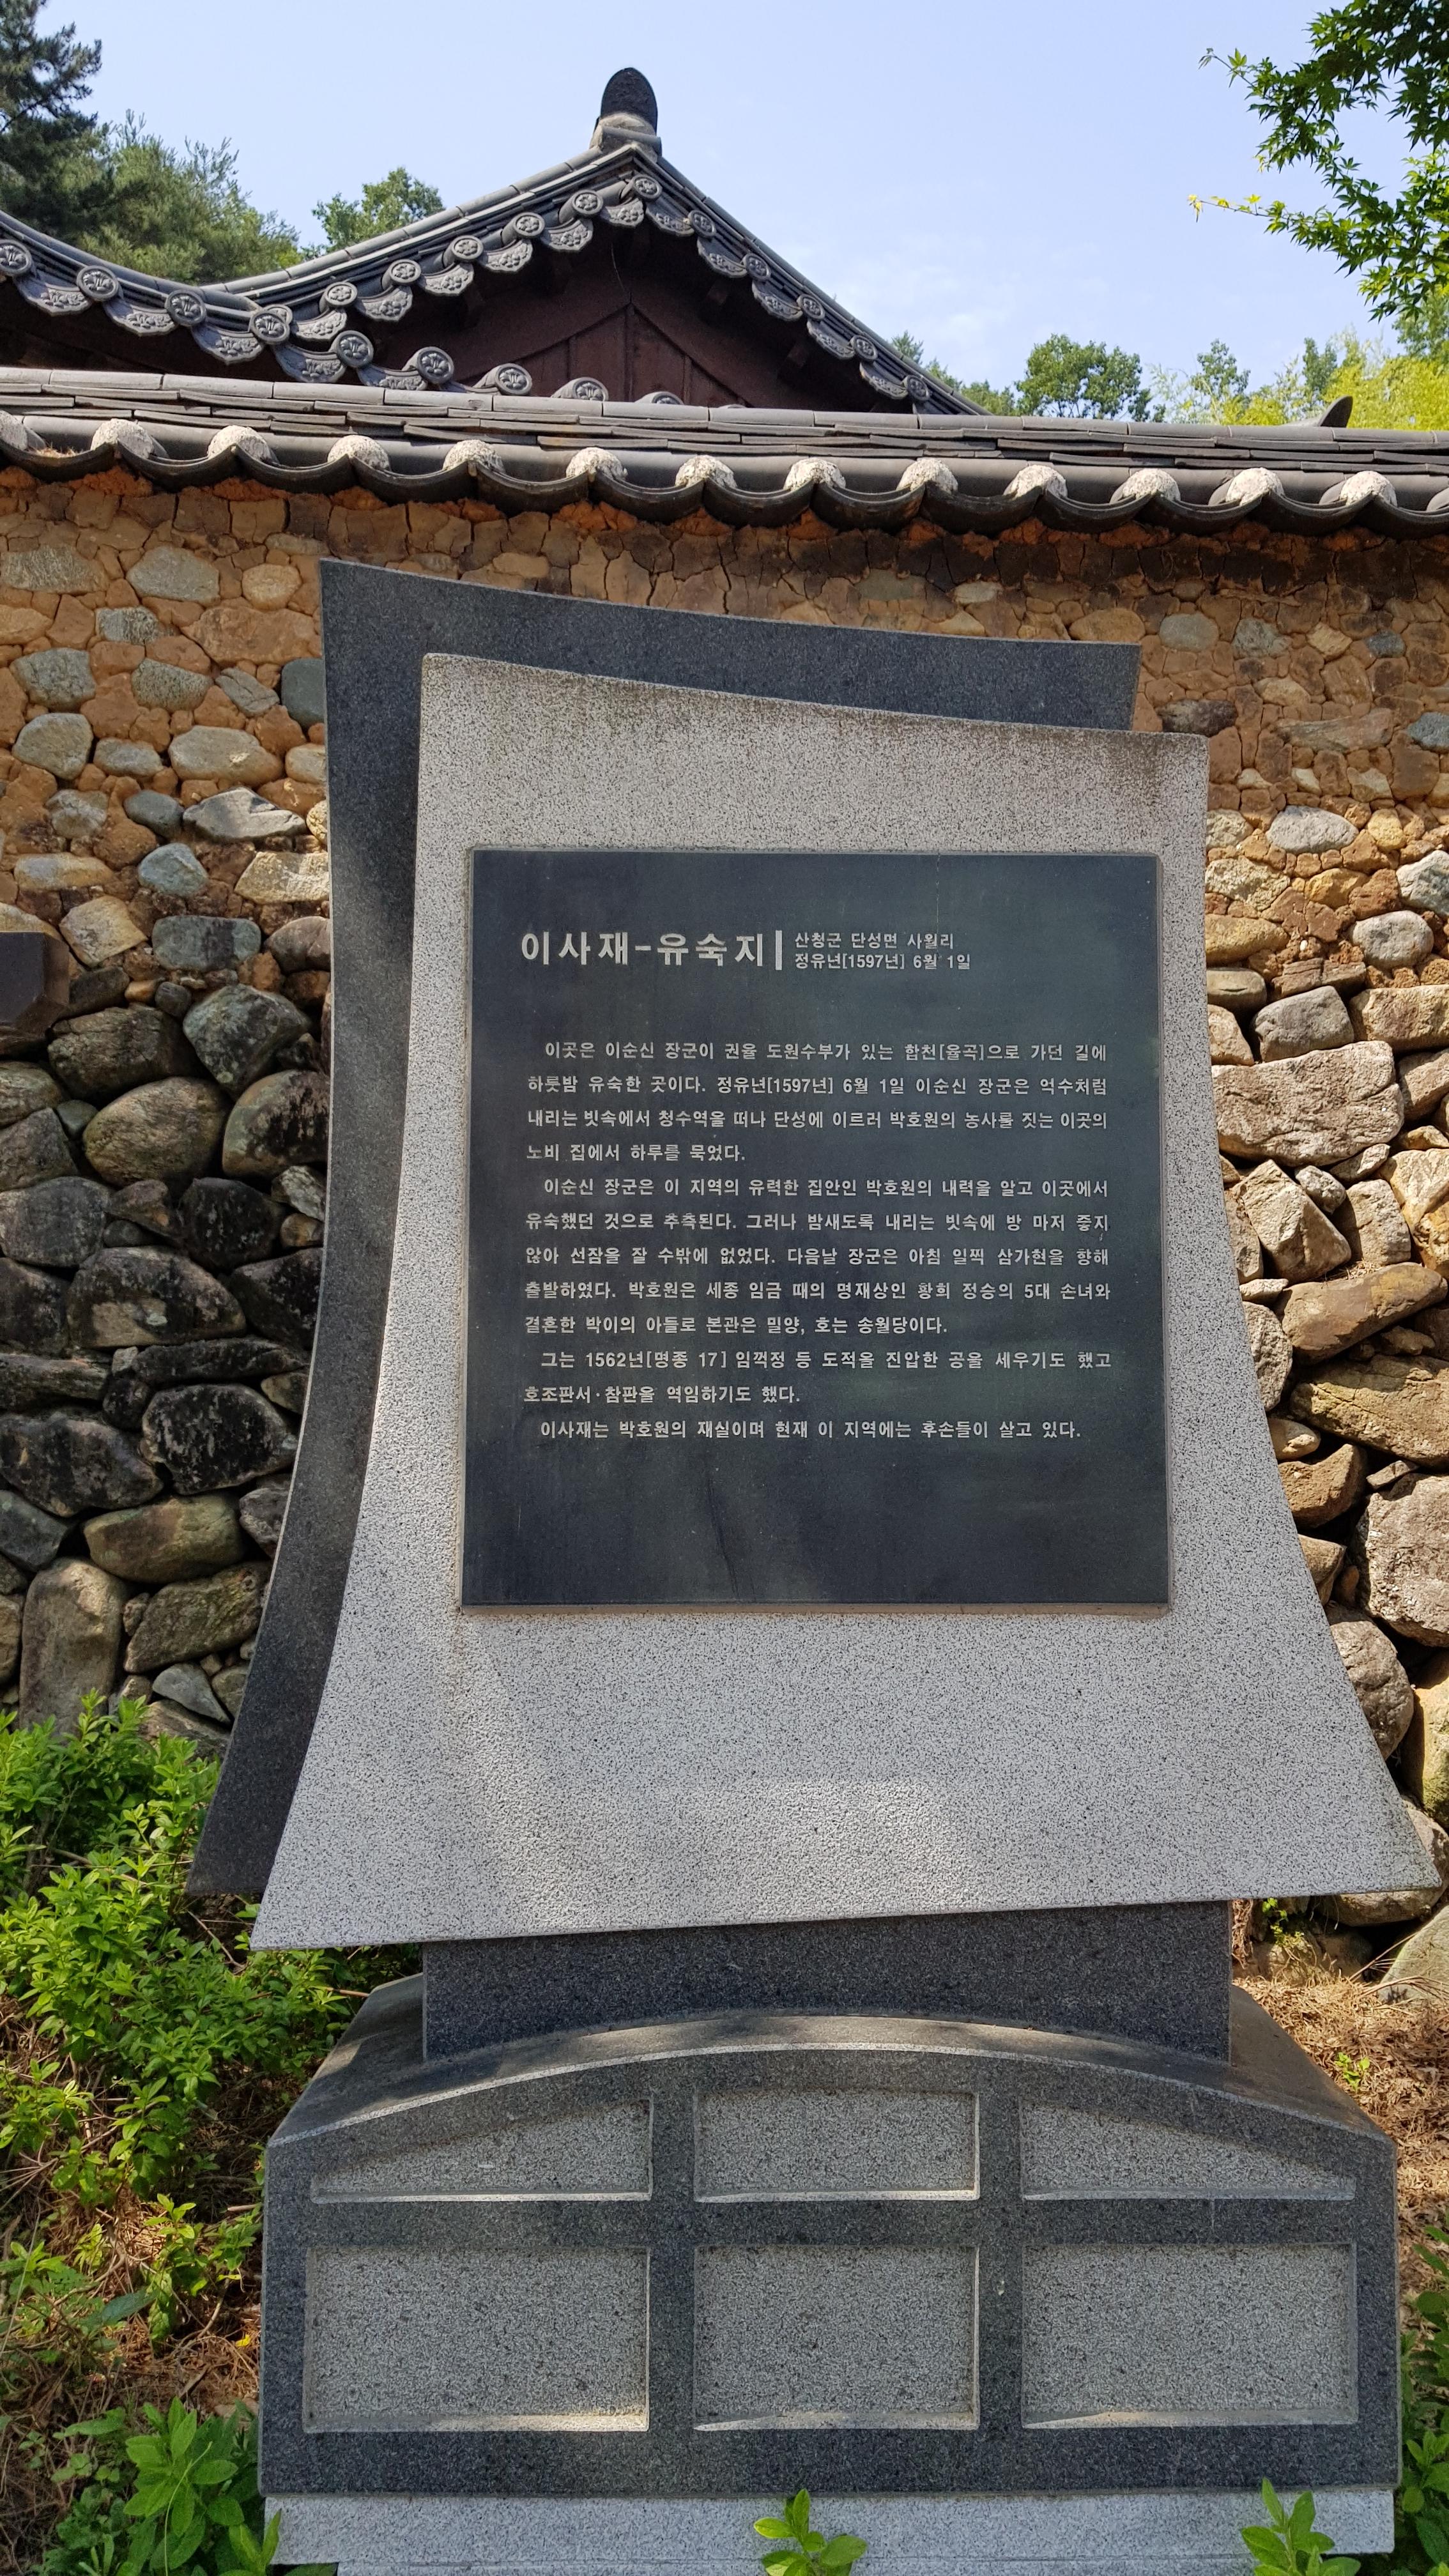 이사재-유숙지
산청군 단성면 사월리
정유년[1597년] 6월 1일
이곳은 이순신 장군이 권율 도원수부가 있는 합천[율곡]으로 가던 길에
하룻밤 유숙한 곳이다. 정유년[1597년] 6월 1일 이순신 장군은 억수처럼
내리는 빗속에서 청수역을 떠나 단성에 이르러 박호원의 농사를 짓는 이곳의
노비 집에서 하루를 묵었다.
이순신 장군은 이 지역의 유력한 집안인 박호원의 내력을 알고 이곳에서
유숙했던 것으로 추측된다. 그러나 밤새도록 내리는 빗속에 방 마저 좋지
않아 선잠을 잘 수밖에 없었다. 다음날 장군은 아침 일찍 삼가현을 향해
출발하였다. 박호원은 세종 임금 때의 명재상인 황희 정승의 5대 손녀와
결혼한 박이의 아들로 본관은 밀양, 호는 송월당이다.
그는 1562년[명종 17] 임꺽정 등 도적을 진압한 공을 세우기도 했고
호조판서·참판을 역임하기도 했다.
이사재는 박호원의 재실이며 현재 이 지역에는 후손들이 살고 있다.